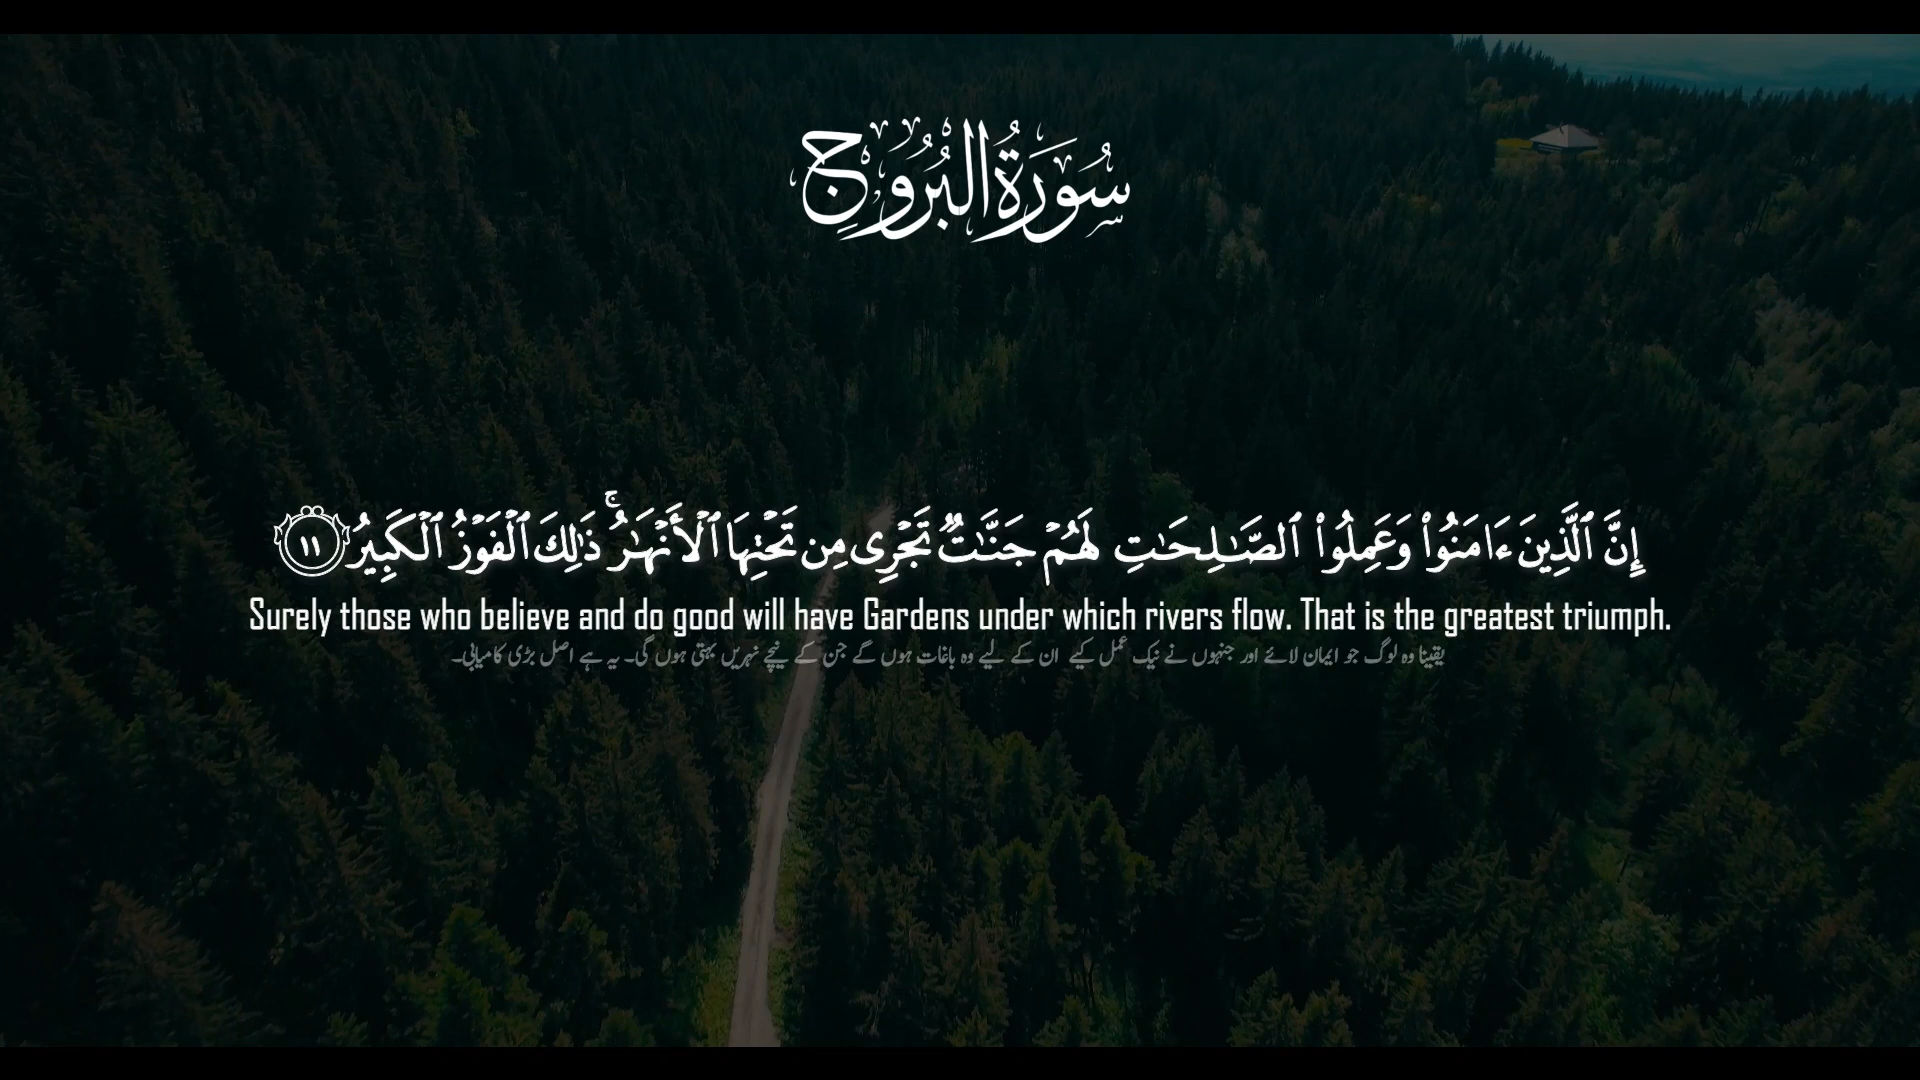 سُورَةُ البُرُوجِ
إِنَّ ٱلَّذِينَ ءَامَنُوا۟ وَعَمِلُوا۟ ٱلصَّـٰلِحَـٰتِ لَهُمْ جَنَّـٰتٌۭ تَجْرِى مِن تَحْتِهَا ٱلْأَنْهَـٰرُ ۚ ذَٰلِكَ ٱلْفَوْزُ ٱلْكَبِيرُ ١١
Surely those who believe and do good will have Gardens under which rivers flow. That is the greatest triumph.
یقینا وہ لوگ جو ایمان لائے اور جنہوں نے نیک عمل کیے ان کے لیے وہ باغات ہوں گے جن کے نیچے نہریں بہتی ہوں گی۔ یہ ہے اصل بڑی کامیابی۔